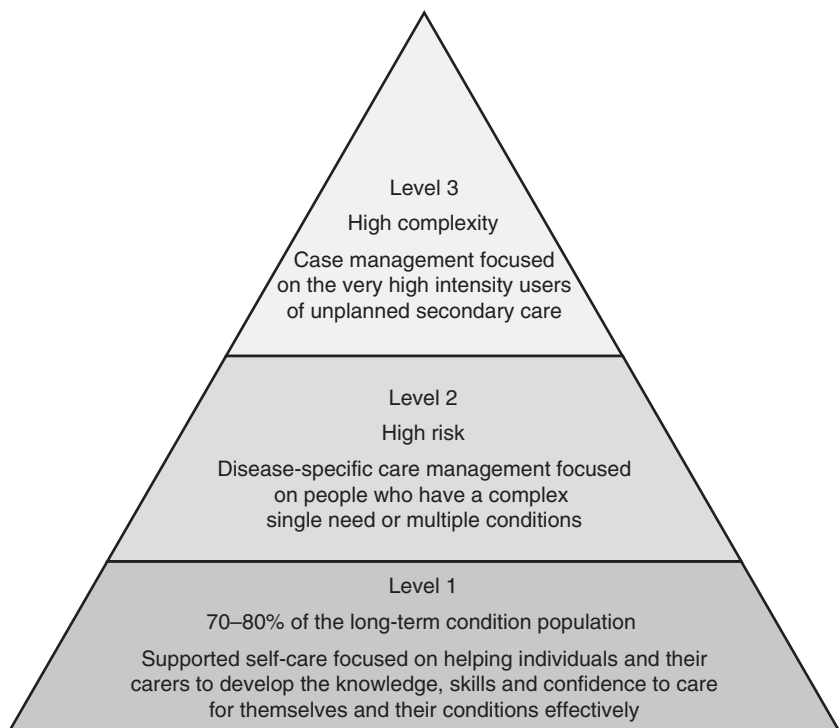 Level 3
High complexity
Case management focused
on the very high intensity users
of unplanned secondary care
Level 2
High risk
Disease-specific care management focused
on people who have a complex
single need or multiple conditions
Level 1
70–80% of the long-term condition population
Supported self-care focused on helping individuals and their
carers to develop the knowledge, skills and confidence to care
for themselves and their conditions effectively